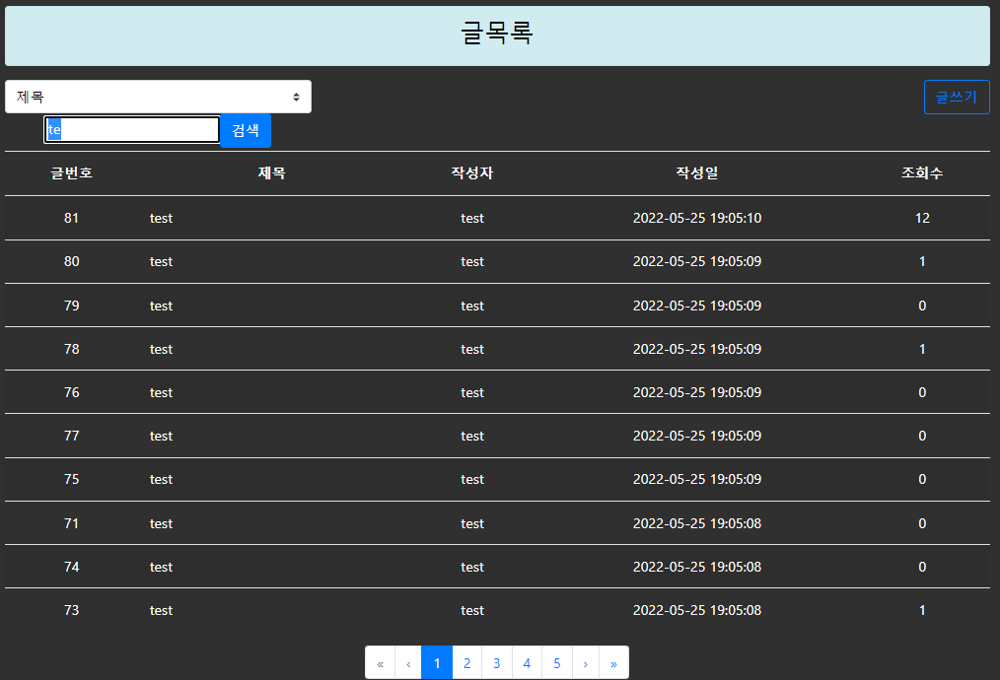 글목록
제목 글쓰기
te 검색
글번호 제목 작성자 작성일 조회수
81 test test 2022-05-25 19:05:10 12
80 test test 2022-05-25 19:05:09 1
79 test test 2022-05-25 19:05:09 0
78 test test 2022-05-25 19:05:09 1
76 test test 2022-05-25 19:05:09 0
77 test test 2022-05-25 19:05:09 0
75 test test 2022-05-25 19:05:09 0
71 test test 2022-05-25 19:05:08 0
74 test test 2022-05-25 19:05:08 0
73 test test 2022-05-25 19:05:08 1
« ‹ 1 2 3 4 5 › »